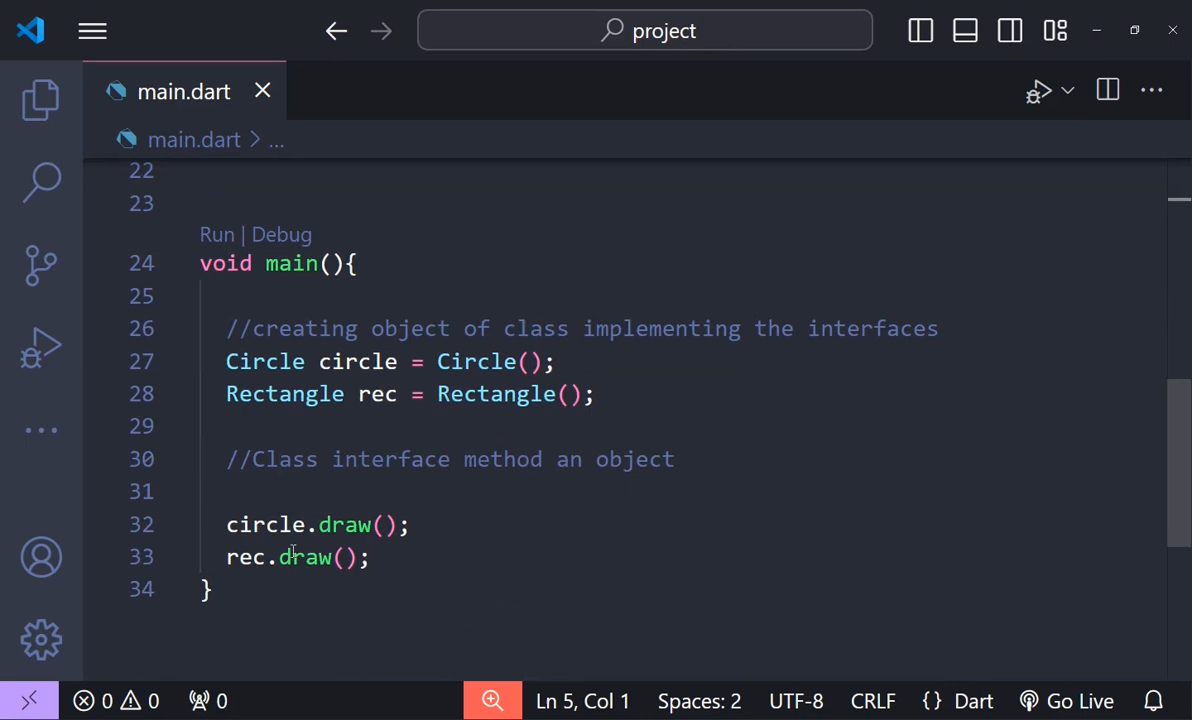 project
main.dart
main.dart > ...
22
23
Run | Debug
24 void main(){
25
26 //creating object of class implementing the interfaces
27 Circle circle = Circle();
28 Rectangle rec = Rectangle();
29
30 //Class interface method an object
31
32 circle.draw();
33 rec.draw();
34 }
0 0 0 Ln 5, Col 1 Spaces: 2 UTF-8 CRLF {} Dart Go Live